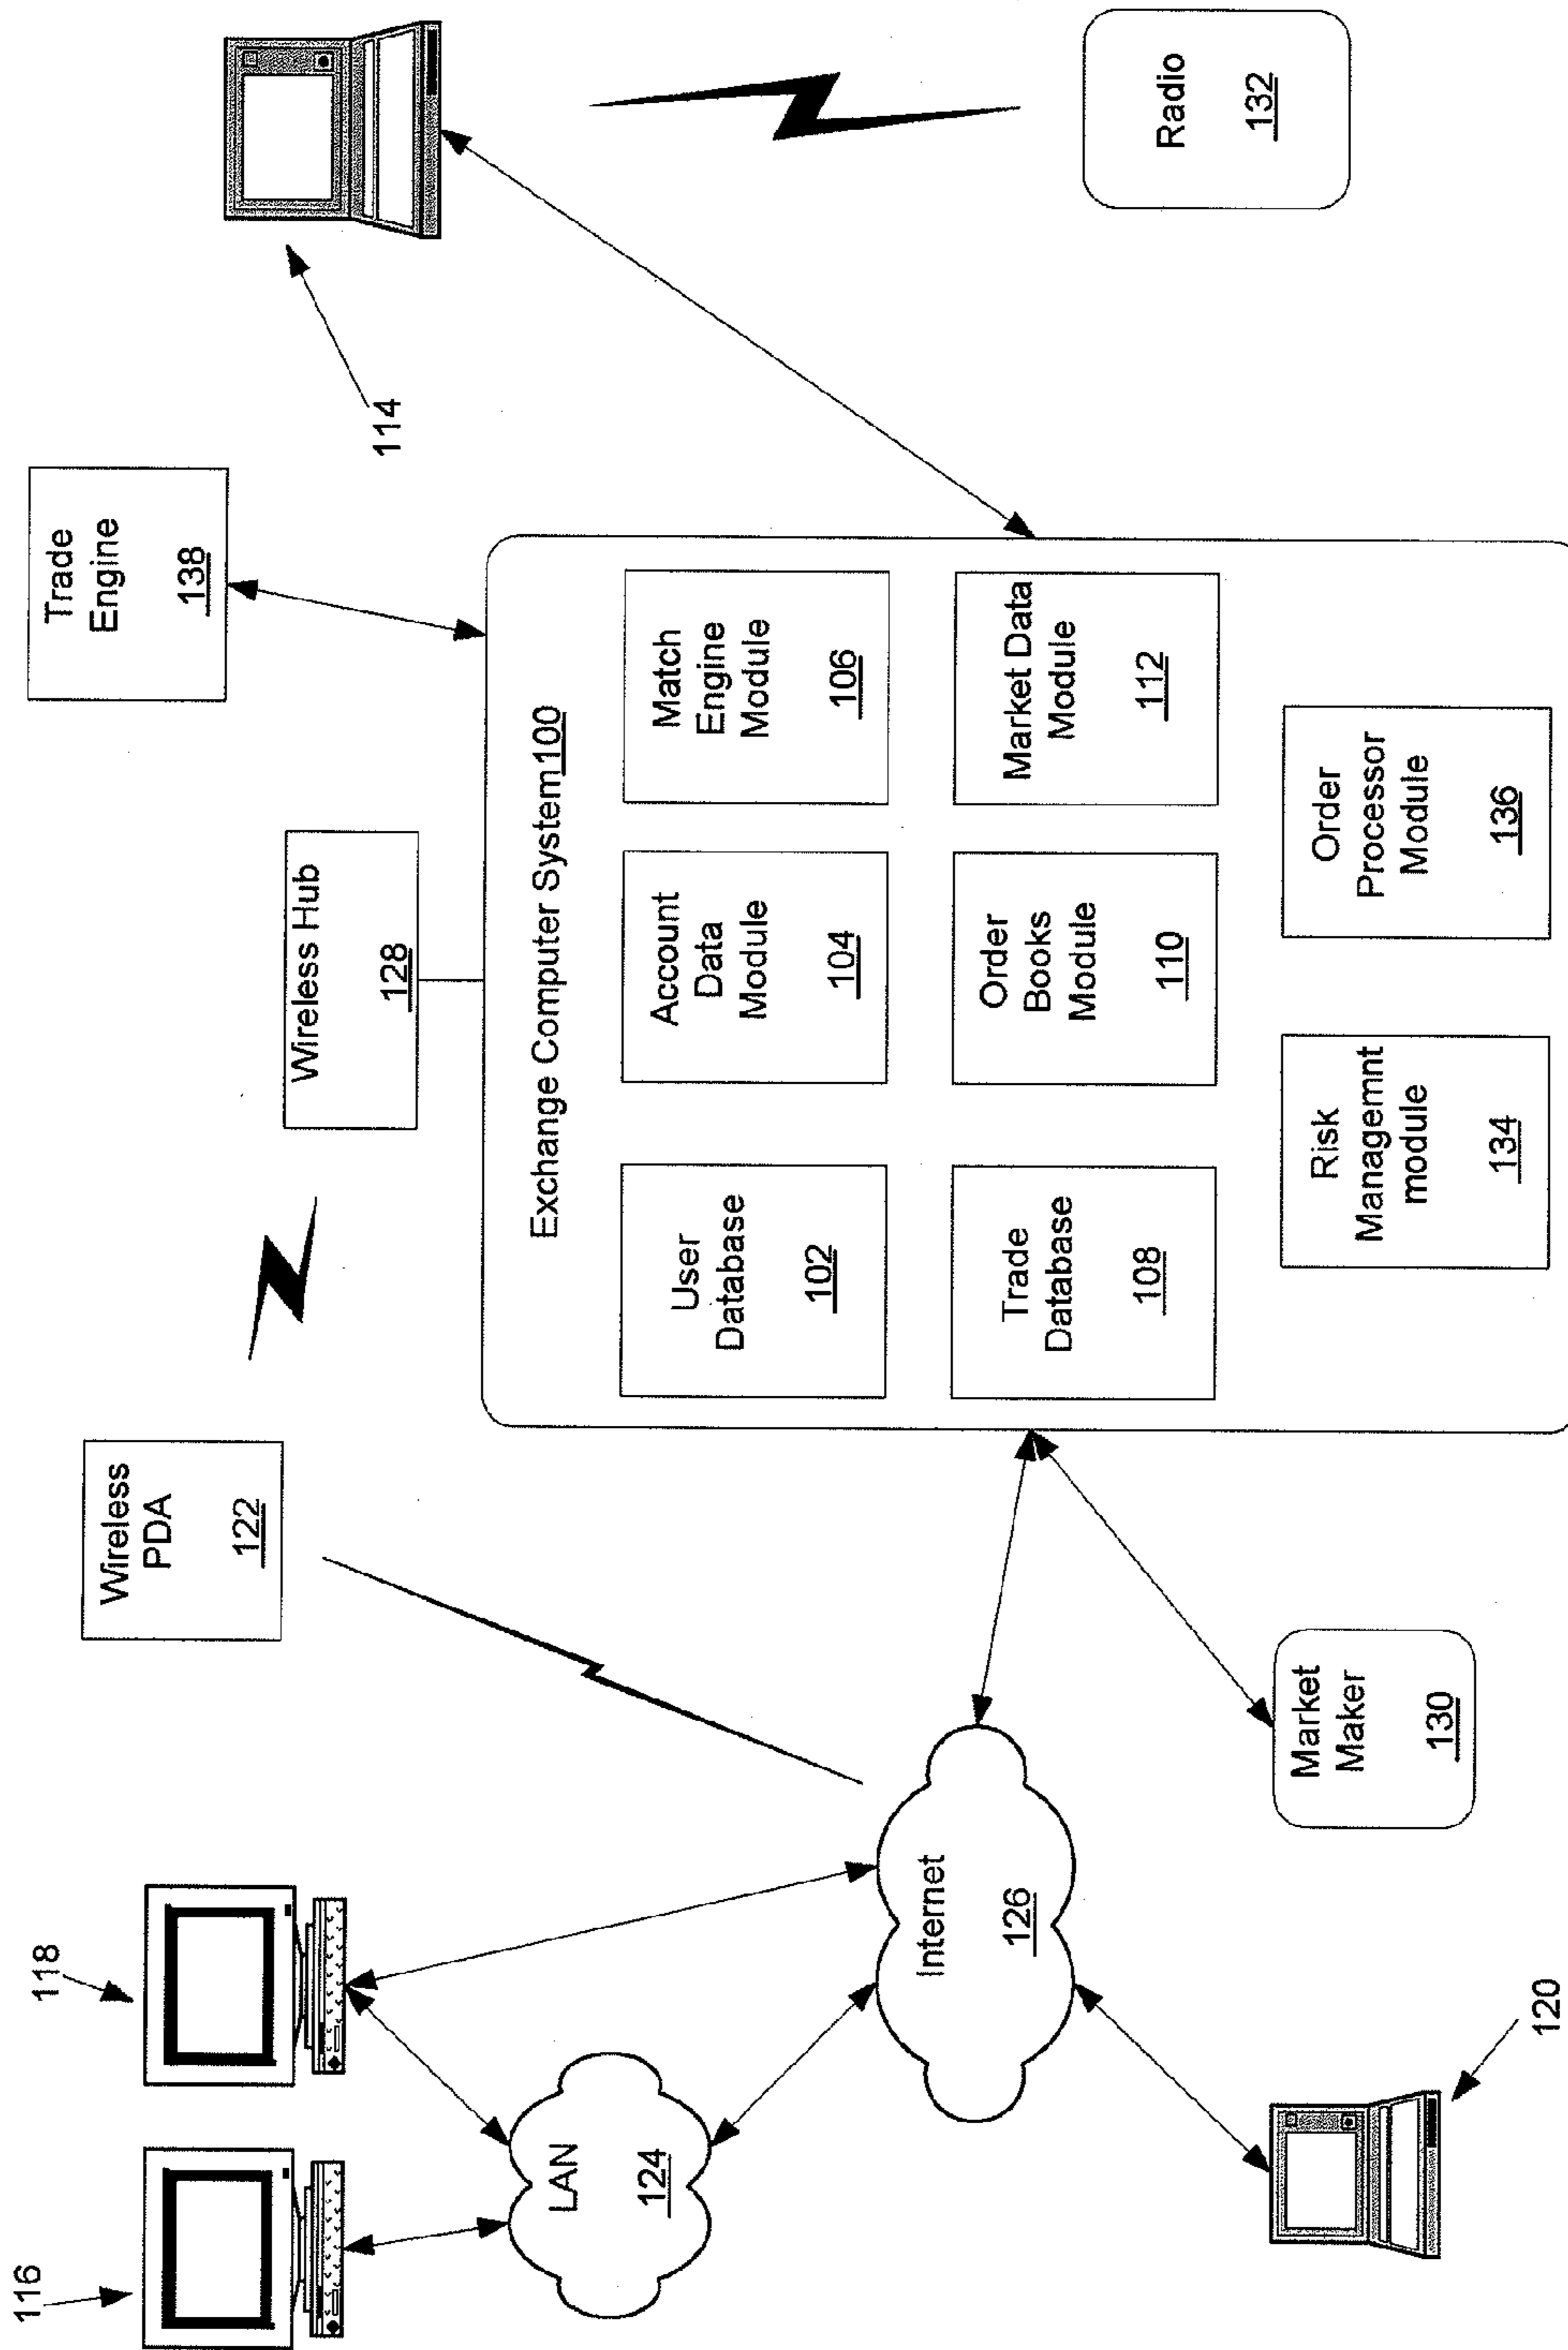 116
118
LAN
124
Internet
126
120
Wireless
PDA
122
Market
Maker
130
Wireless Hub
128
Exchange Computer System100
User
Database
102
Account
Data
Module
104
Match
Engine
Module
106
Trade
Database
108
Order
Books
Module
110
Market Data
Module
112
Risk
Managemnt
module
134
Order
Processor
Module
136
Trade
Engine
138
114
Radio
132